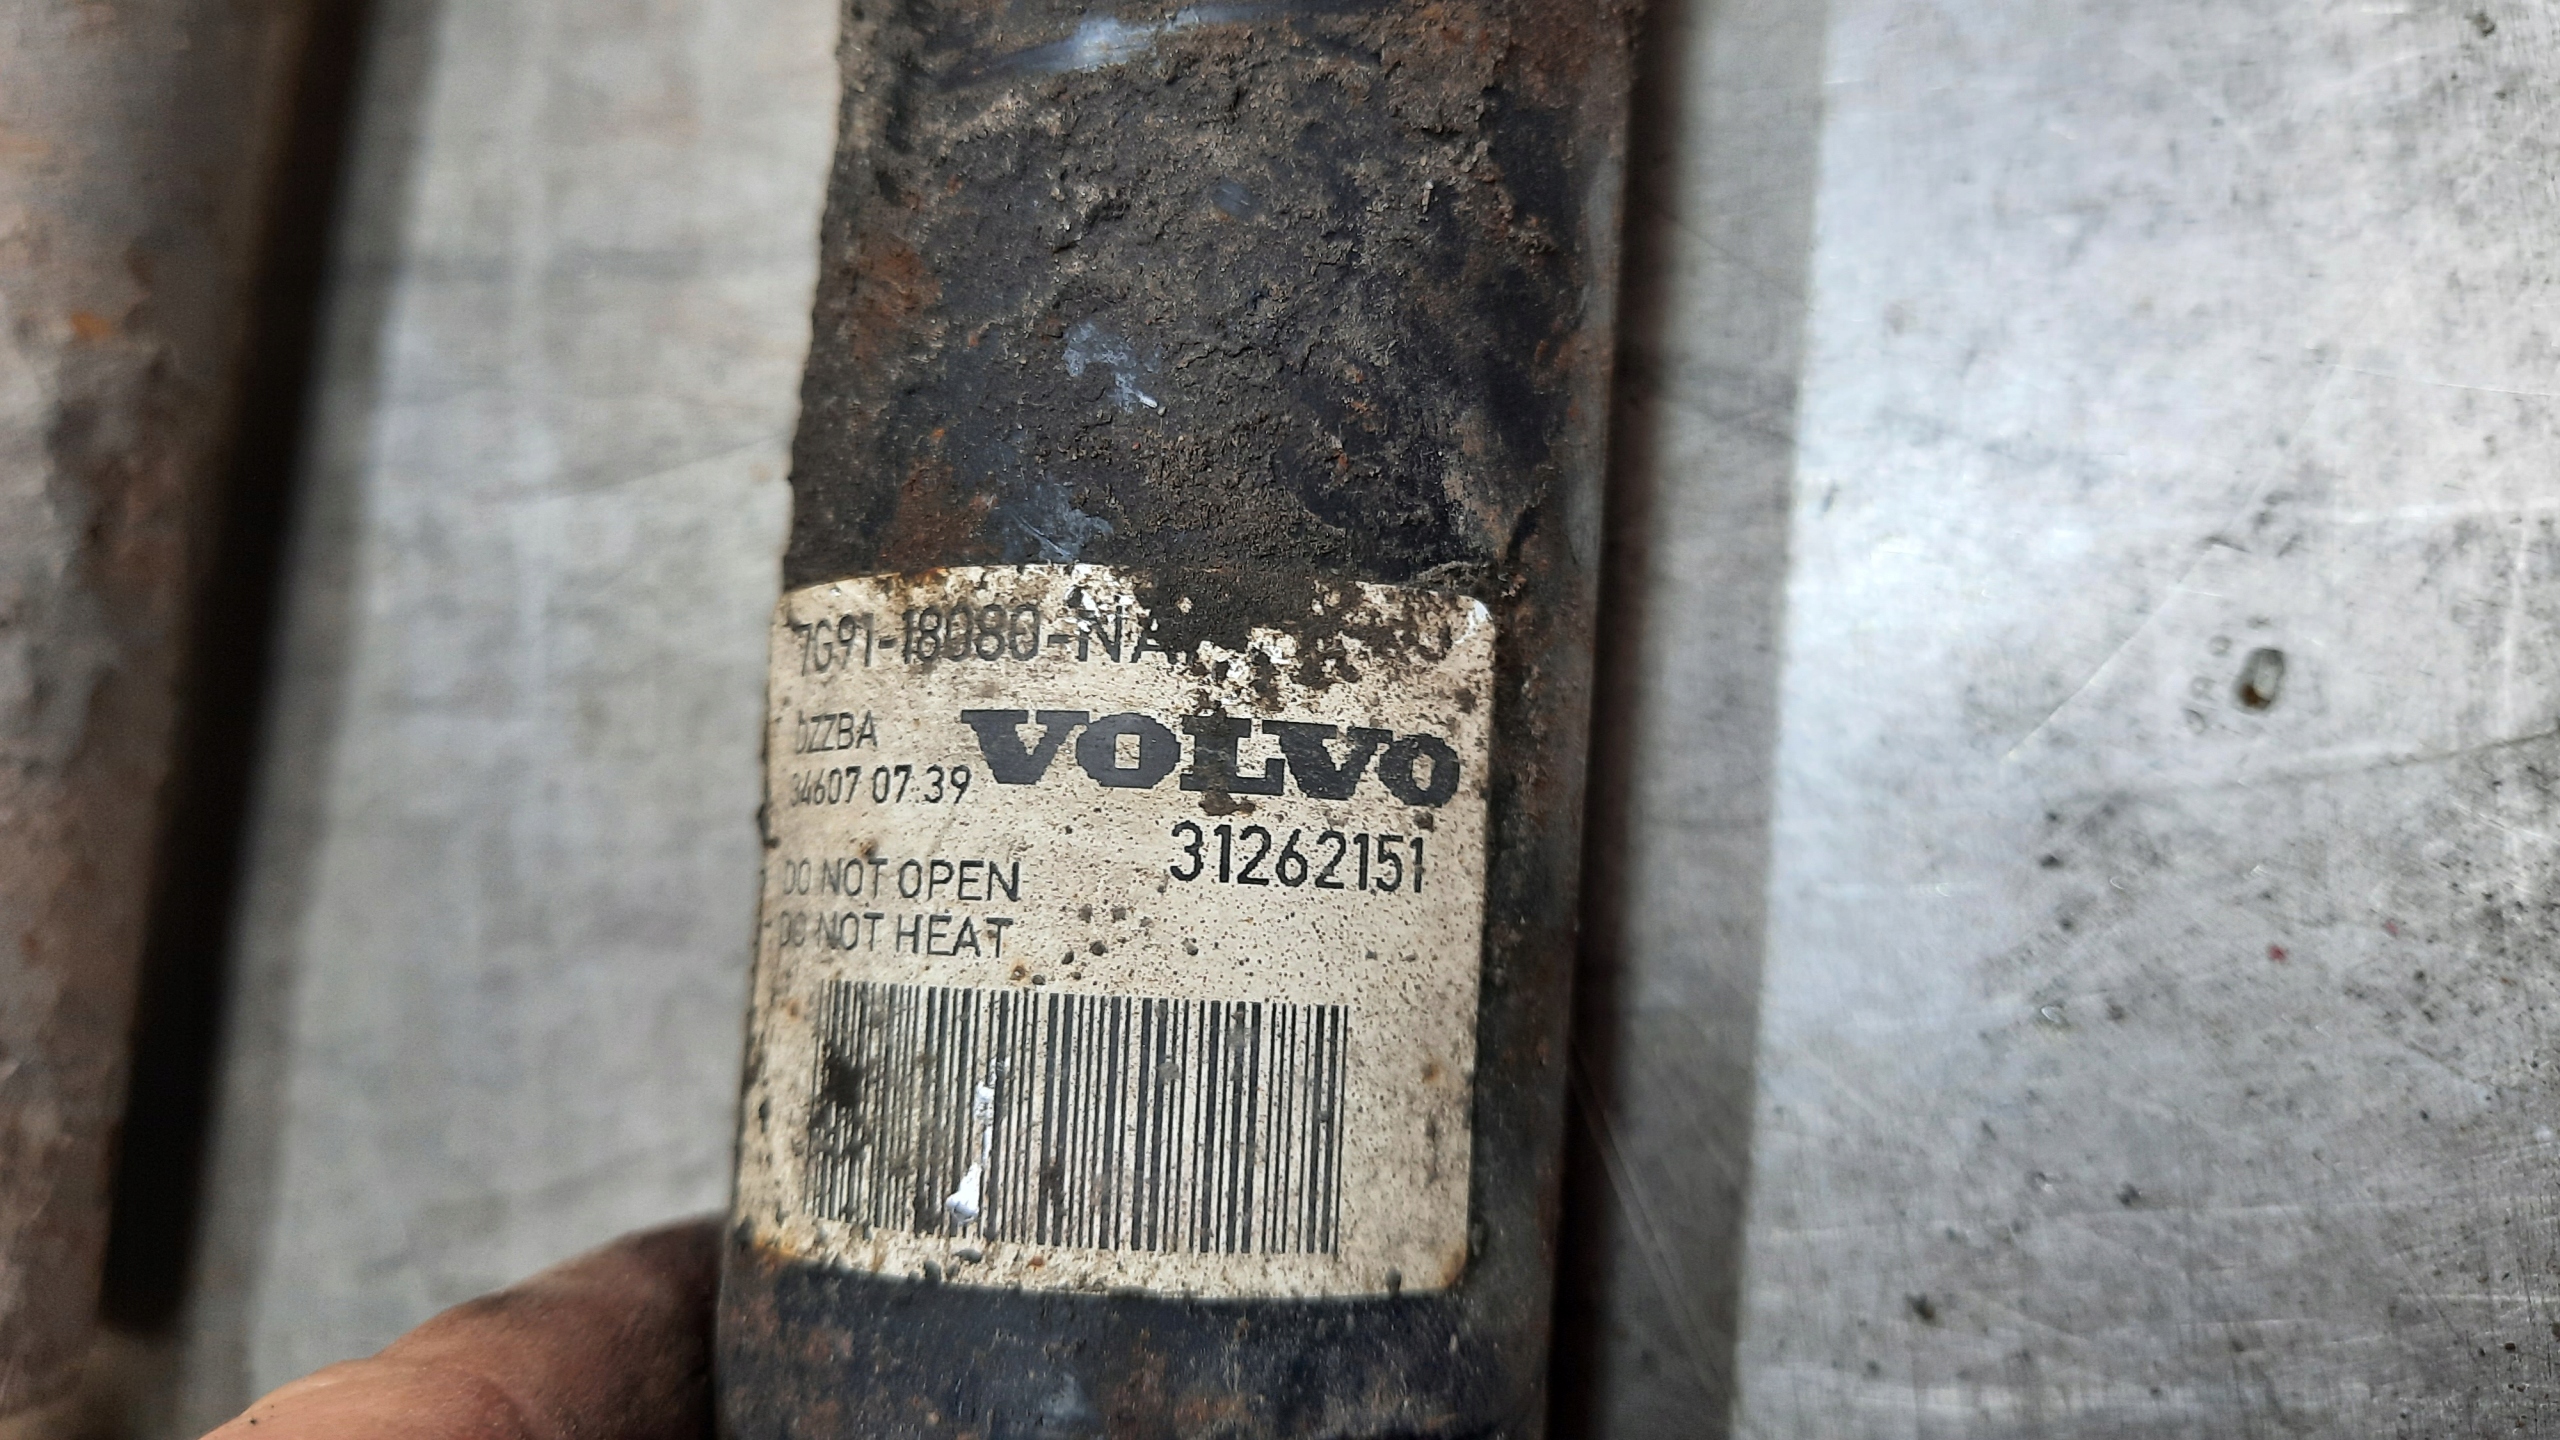 7G91-18080-NA
bZZBA
VOLVO
34607 07.39
31262151
DO NOT OPEN
DO NOT HEAT